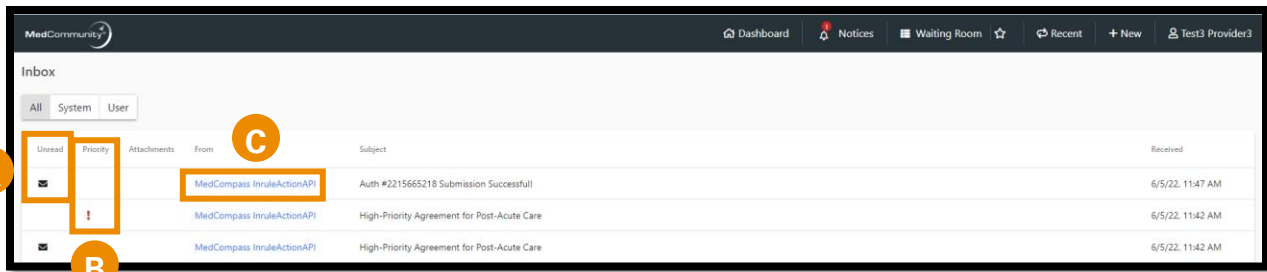 MedCommunity Dashboard 1 Notices Waiting Room Recent + New Test3 Provider3
Inbox
All System User
C
Unread Priority Attachments From Subject Received
MedCompass InruleActionAPI Auth #2215665218 Submission Successful! 6/5/22, 11:47 AM
! MedCompass InruleActionAPI High-Priority Agreement for Post-Acute Care 6/5/22, 11:42 AM
MedCompass InruleActionAPI High-Priority Agreement for Post-Acute Care 6/5/22, 11:42 AM
B